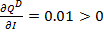 ∂Q^D/∂I = 0.01 > 0